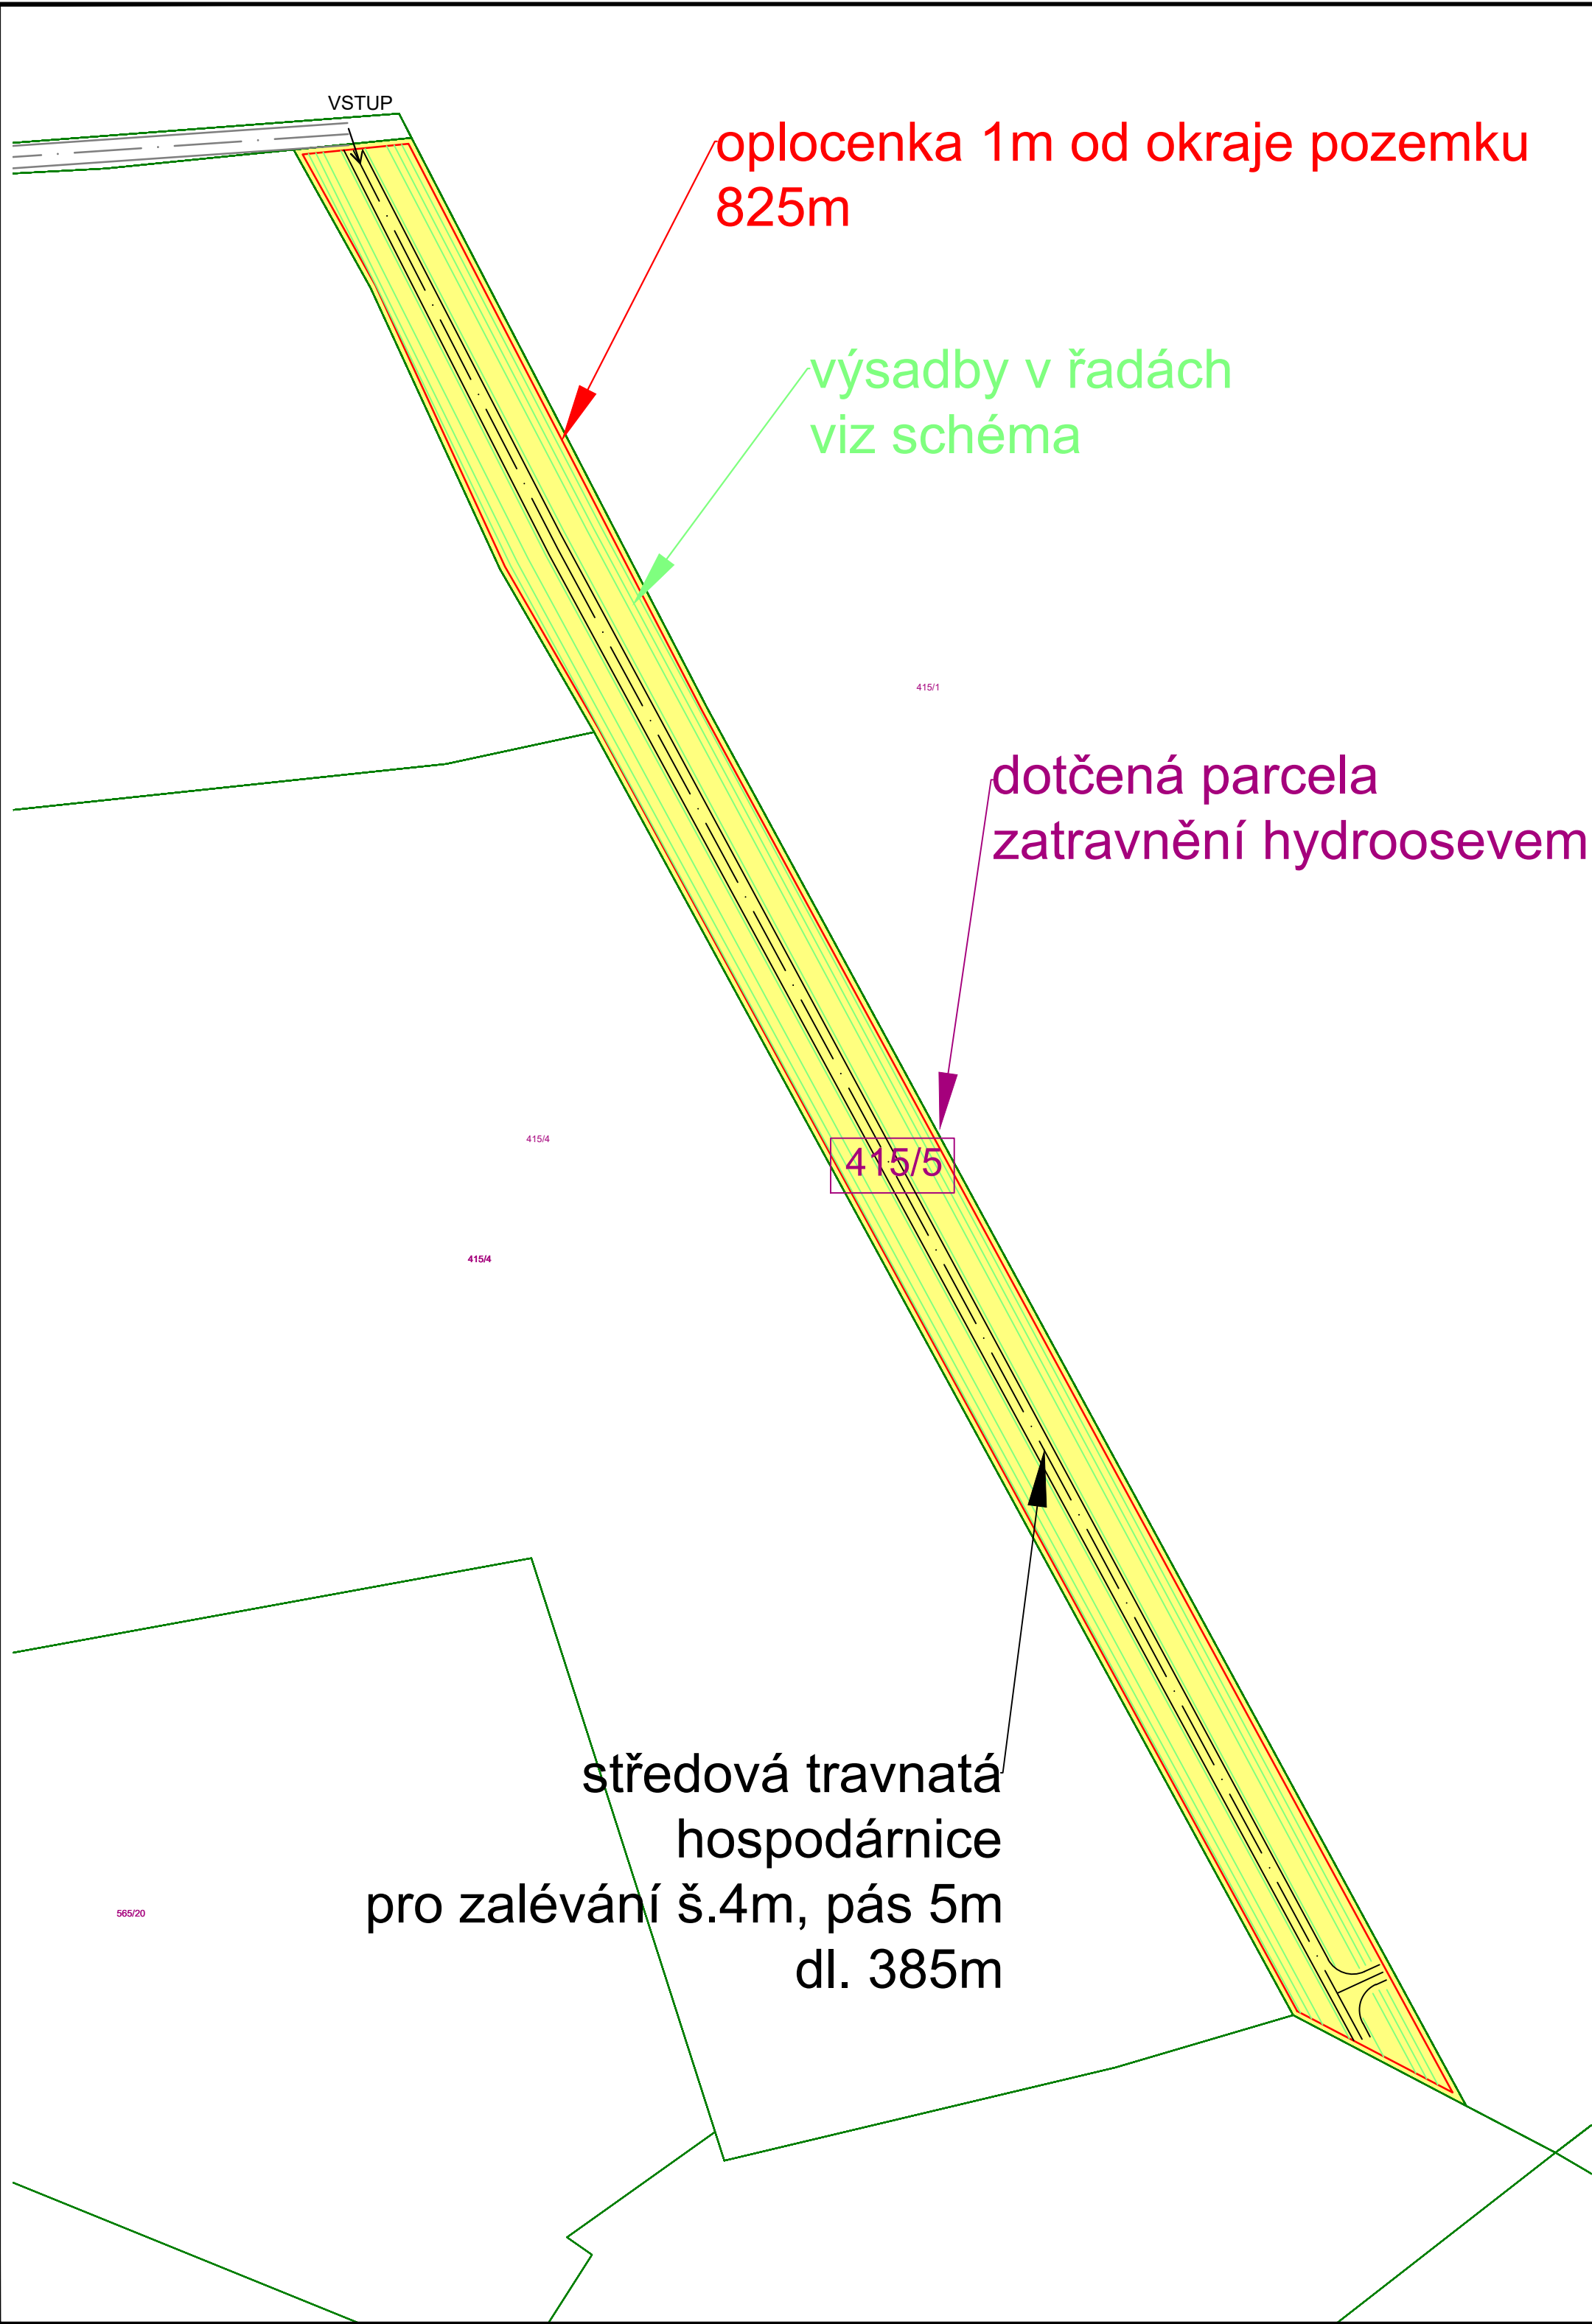 VSTUP
oplocenka 1m od okraje pozemku
825m
výsadby v řadách
viz schéma
415/1
dotčená parcela
zatravnění hydroosevem
415/4
415/5
415/4
středová travnatá
hospodárnice
pro zalévání š.4m, pás 5m
dl. 385m
565/20